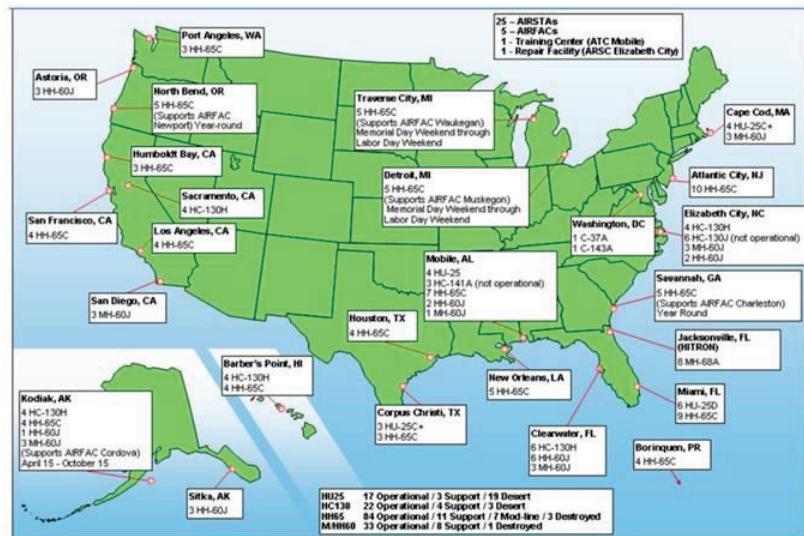 25 – AIRSTAs
5 – AIRFACs
1 - Training Center (ATC Mobile)
1 - Repair Facility (ARSC Elizabeth City)
Port Angeles, WA
3 HH-65C
Astoria, OR
3 HH-60J
North Bend, OR
5 HH-65C
(Supports AIRFAC
Newport) Year-round
Humboldt Bay, CA
3 HH-65C
Sacramento, CA
4 HC-130H
San Francisco, CA
4 HH-65C
Los Angeles, CA
4 HH-65C
San Diego, CA
3 MH-60J
Traverse City, MI
5 HH-65C
(Supports AIRFAC Waukegan)
Memorial Day Weekend through
Labor Day Weekend
Detroit, MI
5 HH-65C
(Supports AIRFAC Muskegon)
Memorial Day Weekend through
Labor Day Weekend
Cape Cod, MA
4 HU-25C+
3 MH-60J
Atlantic City, NJ
10 HH-65C
Washington, DC
1 C-37A
1 C-143A
Elizabeth City, NC
4 HC-130H
6 HC-130J (not operational)
3 MH-60J
2 HH-60J
Mobile, AL
4 HU-25
3 HC-141A (not operational)
7 HH-65C
2 HH-60J
1 MH-60J
Savannah, GA
5 HH-65C
(Supports AIRFAC Charleston)
Year Round
Houston, TX
4 HH-65C
Jacksonville, FL
(HITRON)
8 MH-68A
Barber's Point, HI
4 HC-130H
4 HH-65C
New Orleans, LA
5 HH-65C
Miami, FL
6 HU-25D
9 HH-65C
Kodiak, AK
4 HC-130H
4 HH-65C
1 HH-60J
3 MH-60J
(Supports AIRFAC Cordova)
April 15 - October 15
Corpus Christi, TX
3 HU-25C+
3 HH-65C
Clearwater, FL
6 HC-130H
6 HH-60J
3 MH-60J
Borinquen, PR
4 HH-65C
Sitka, AK
3 HH-60J
HU25 17 Operational / 3 Support / 19 Desert
HC130 22 Operational / 4 Support / 3 Desert
HH65 84 Operational / 11 Support / 7 Mod-line / 3 Destroyed
M/HH60 33 Operational / 8 Support / 1 Destroyed